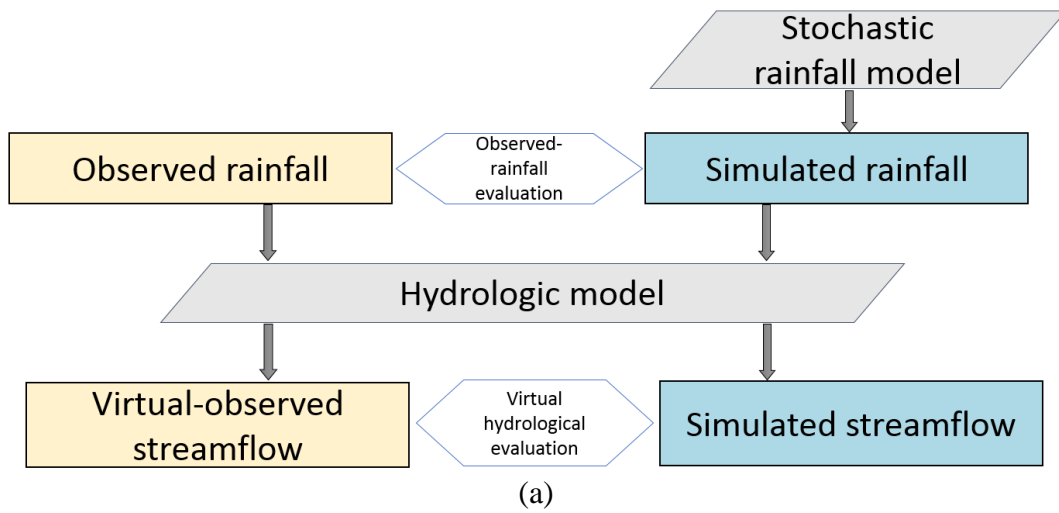 Stochastic
rainfall model
Observed rainfall
Observed-
rainfall
evaluation
Simulated rainfall
Hydrologic model
Virtual-observed
streamflow
Virtual
hydrological
evaluation
Simulated streamflow
(a)